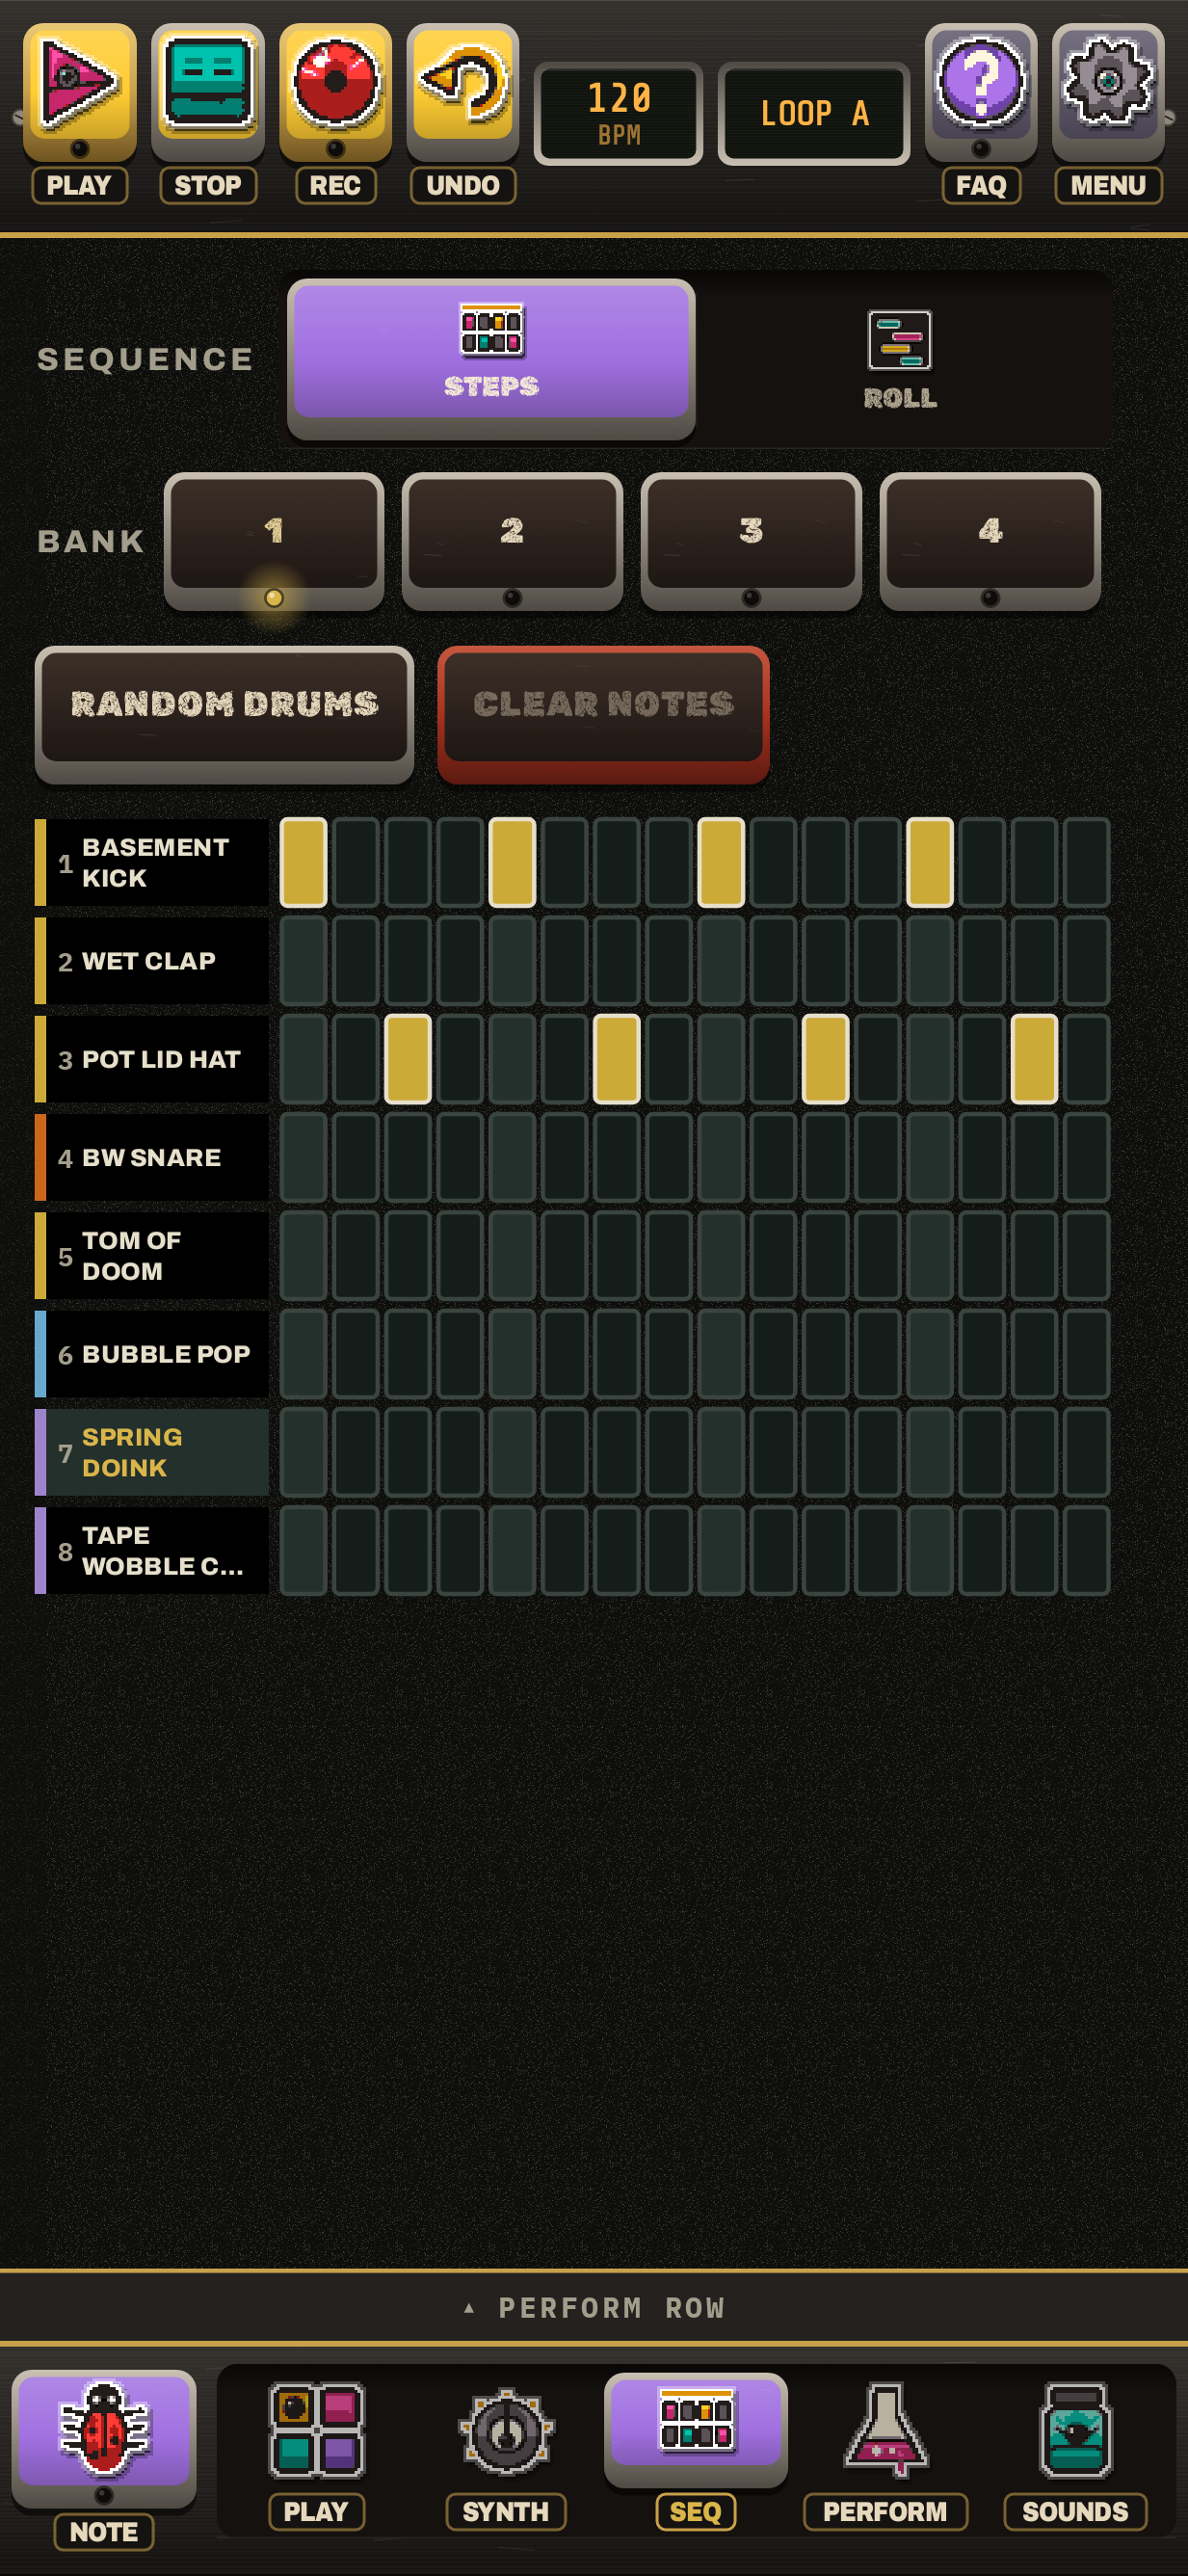 PLAY
STOP
REC
UNDO
120
BPM
LOOP A
FAQ
MENU
SEQUENCE
STEPS
ROLL
BANK
1
2
3
4
RANDOM DRUMS
CLEAR NOTES
1 BASEMENT
KICK
2 WET CLAP
3 POT LID HAT
4 BW SNARE
5 TOM OF
DOOM
6 BUBBLE POP
7 SPRING
DOINK
8 TAPE
WOBBLE C...
▲ PERFORM ROW
NOTE
PLAY
SYNTH
SEQ
PERFORM
SOUNDS